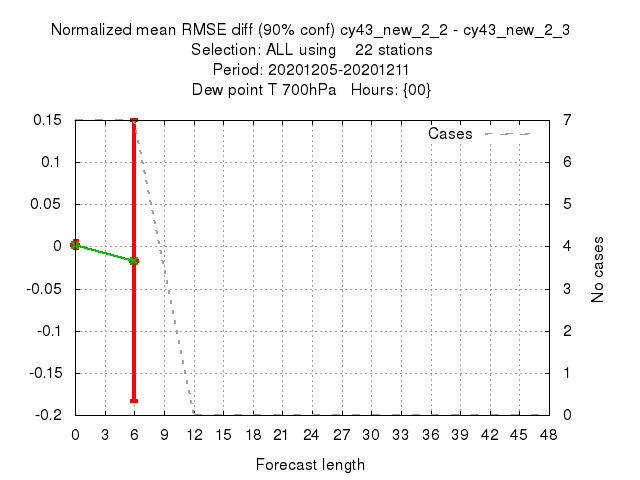 Normalized mean RMSE diff (90% conf) cy43_new_2_2 - cy43_new_2_3
Selection: ALL using 22 stations
Period: 20201205-20201211
Dew point T 700hPa Hours: {00}
Cases
0.15
0.1
0.05
0
-0.05
-0.1
-0.15
-0.2
7
6
5
4
3
2
1
0
No cases
0 3 6 9 12 15 18 21 24 27 30 33 36 39 42 45 48
Forecast length